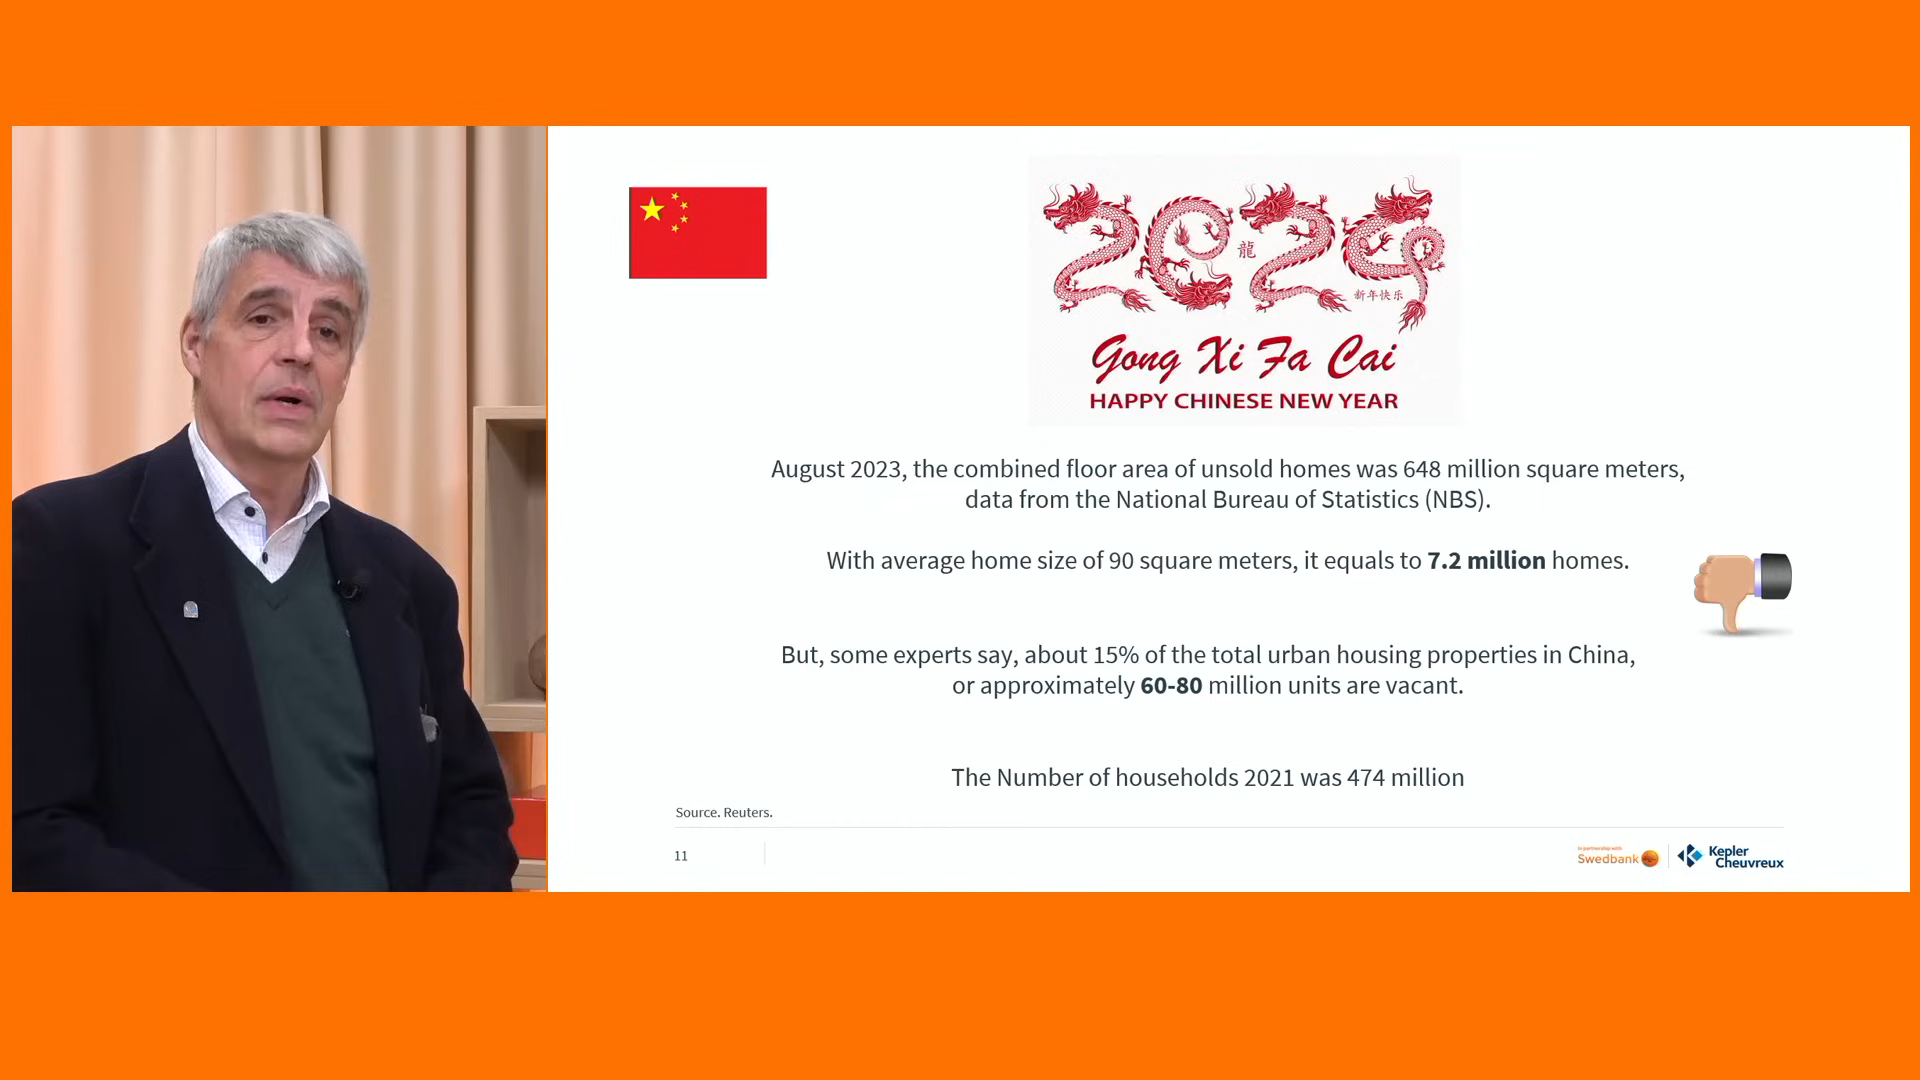 2024
龍
新年快乐
Gong Xi Fa Cai
HAPPY CHINESE NEW YEAR
August 2023, the combined floor area of unsold homes was 648 million square meters,
data from the National Bureau of Statistics (NBS).
With average home size of 90 square meters, it equals to 7.2 million homes.
But, some experts say, about 15% of the total urban housing properties in China,
or approximately 60-80 million units are vacant.
The Number of households 2021 was 474 million
Source. Reuters.
11
In partnership with
Swedbank
Kepler
Cheuvreux